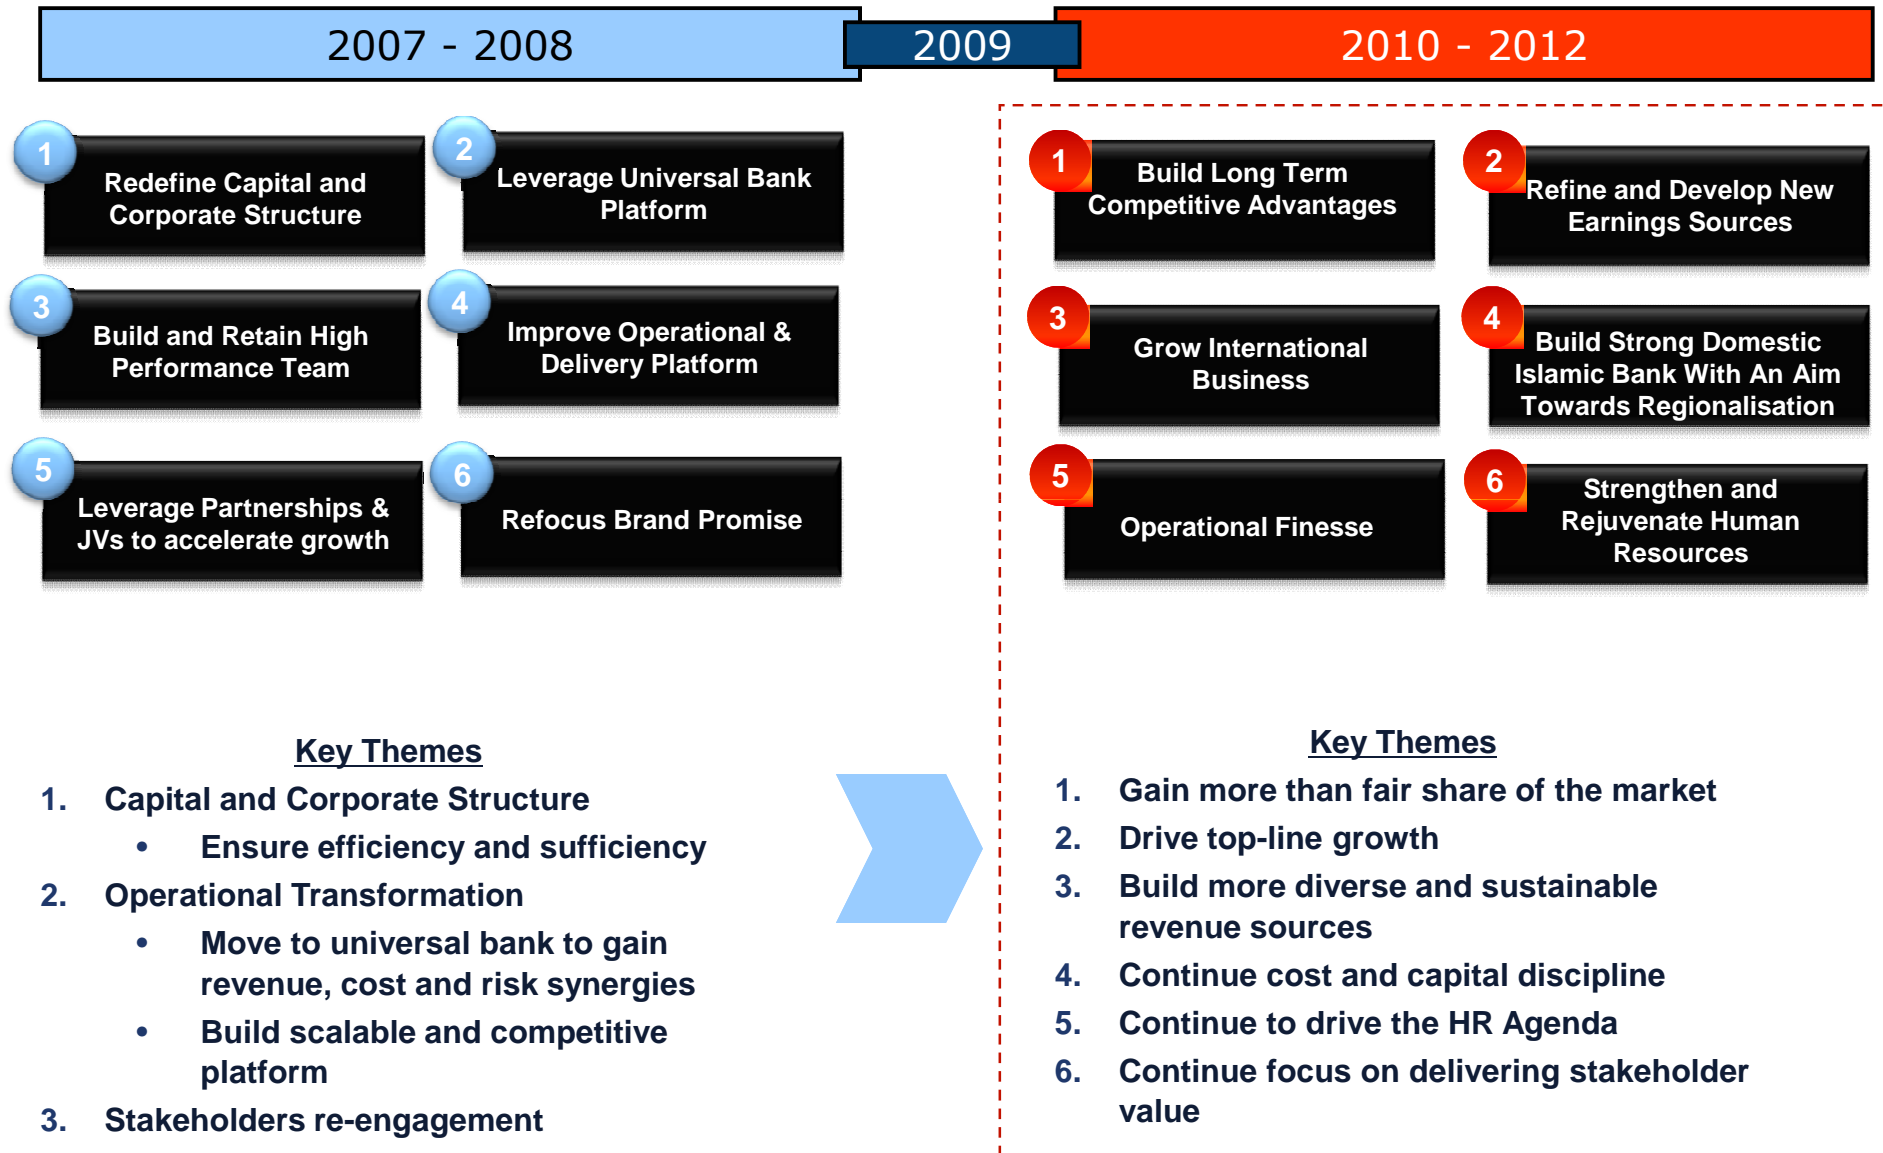 2007 - 2008
2009
2010 - 2012
1
Redefine Capital and
Corporate Structure
2
Leverage Universal Bank
Platform
3
Build and Retain High
Performance Team
4
Improve Operational &
Delivery Platform
5
Leverage Partnerships &
JVs to accelerate growth
6
Refocus Brand Promise
Key Themes
1. Capital and Corporate Structure
• Ensure efficiency and sufficiency
2. Operational Transformation
• Move to universal bank to gain
revenue, cost and risk synergies
• Build scalable and competitive
platform
3. Stakeholders re-engagement
1
Build Long Term
Competitive Advantages
2
Refine and Develop New
Earnings Sources
3
Grow International
Business
4
Build Strong Domestic
Islamic Bank With An Aim
Towards Regionalisation
5
Operational Finesse
6
Strengthen and
Rejuvenate Human
Resources
Key Themes
1. Gain more than fair share of the market
2. Drive top-line growth
3. Build more diverse and sustainable
revenue sources
4. Continue cost and capital discipline
5. Continue to drive the HR Agenda
6. Continue focus on delivering stakeholder
value